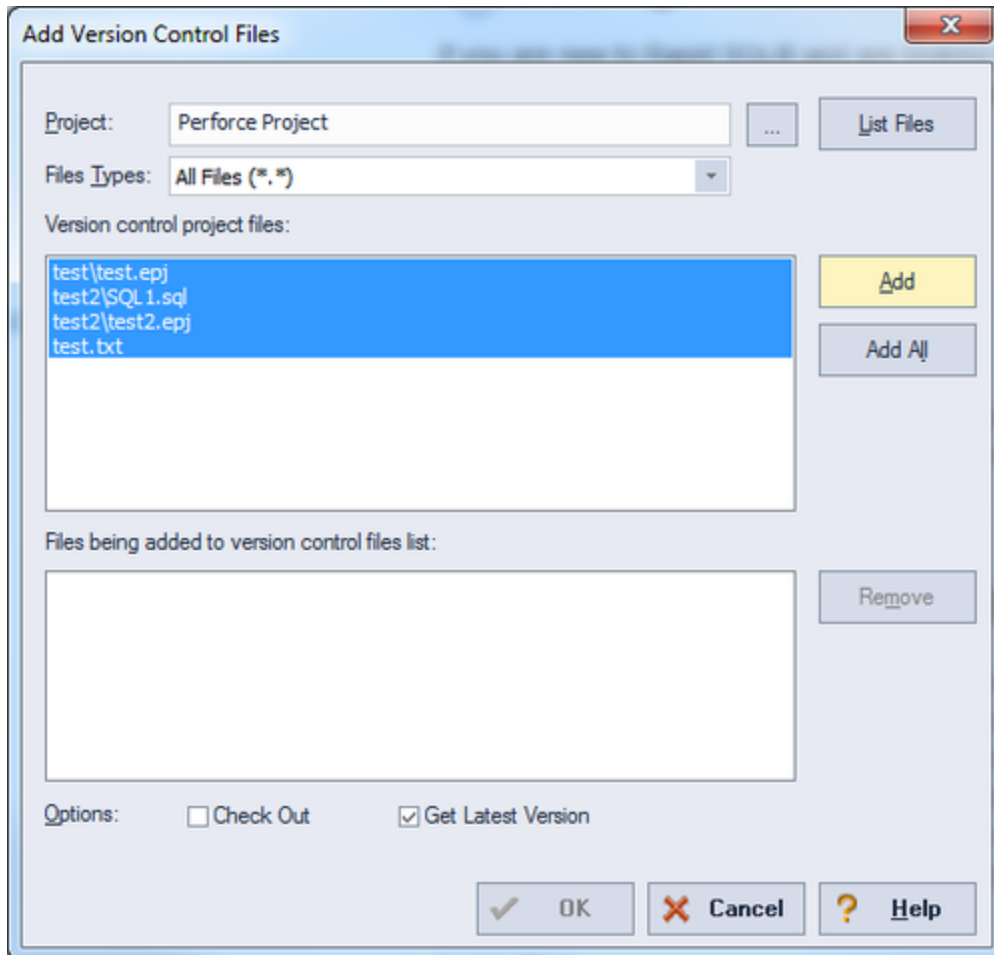 Add Version Control Files
Project: Perforce Project ... List Files
Files Types: All Files (*.*)
Version control project files:
test\test.epj
test2\SQL1.sql
test2\test2.epj
test.txt
Add
Add All
Files being added to version control files list:
Remove
Options: Check Out Get Latest Version
OK Cancel ? Help